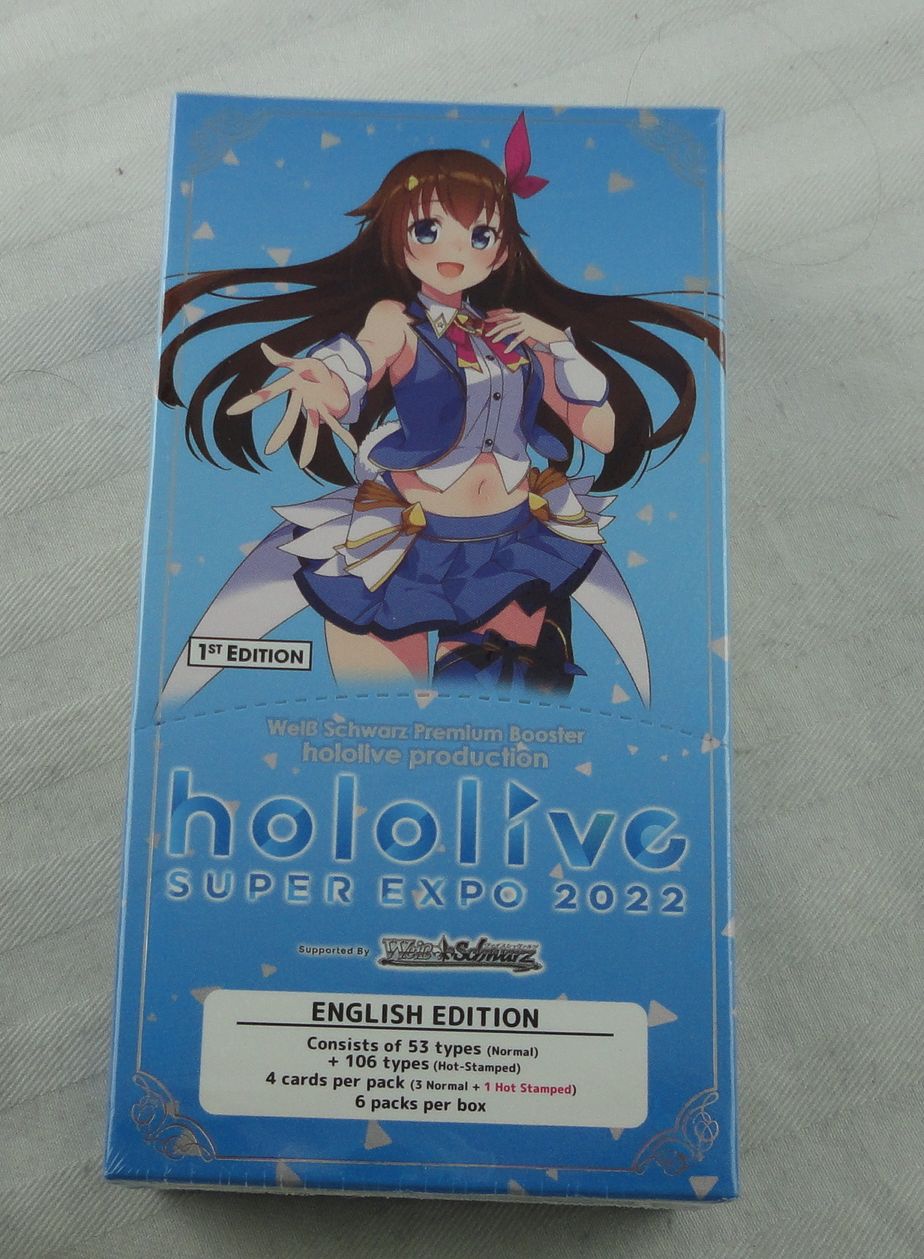 1ST EDITION
Weiß Schwarz Premium Booster
hololive production
hololive
SUPER EXPO 2022
Supported By Weiß Schwarz
ENGLISH EDITION
Consists of 53 types (Normal)
+ 106 types (Hot-Stamped)
4 cards per pack (3 Normal + 1 Hot Stamped)
6 packs per box